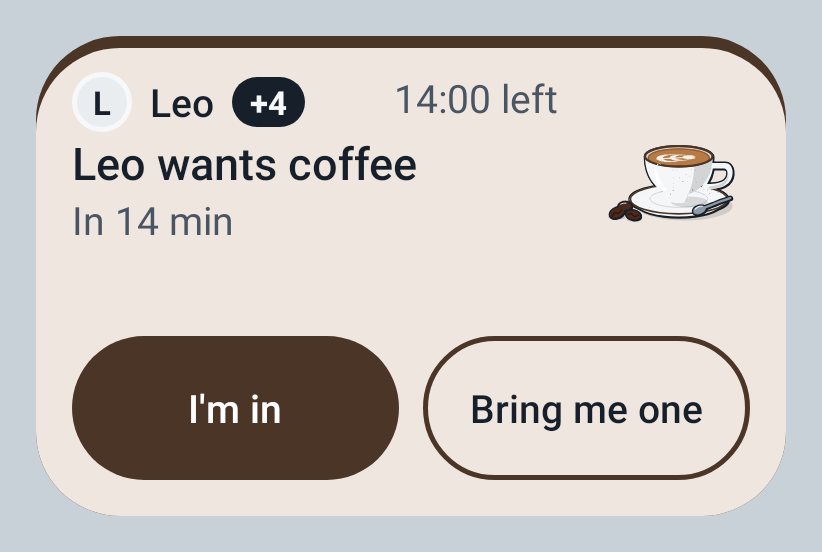 L Leo +4 14:00 left
Leo wants coffee
In 14 min
I'm in Bring me one